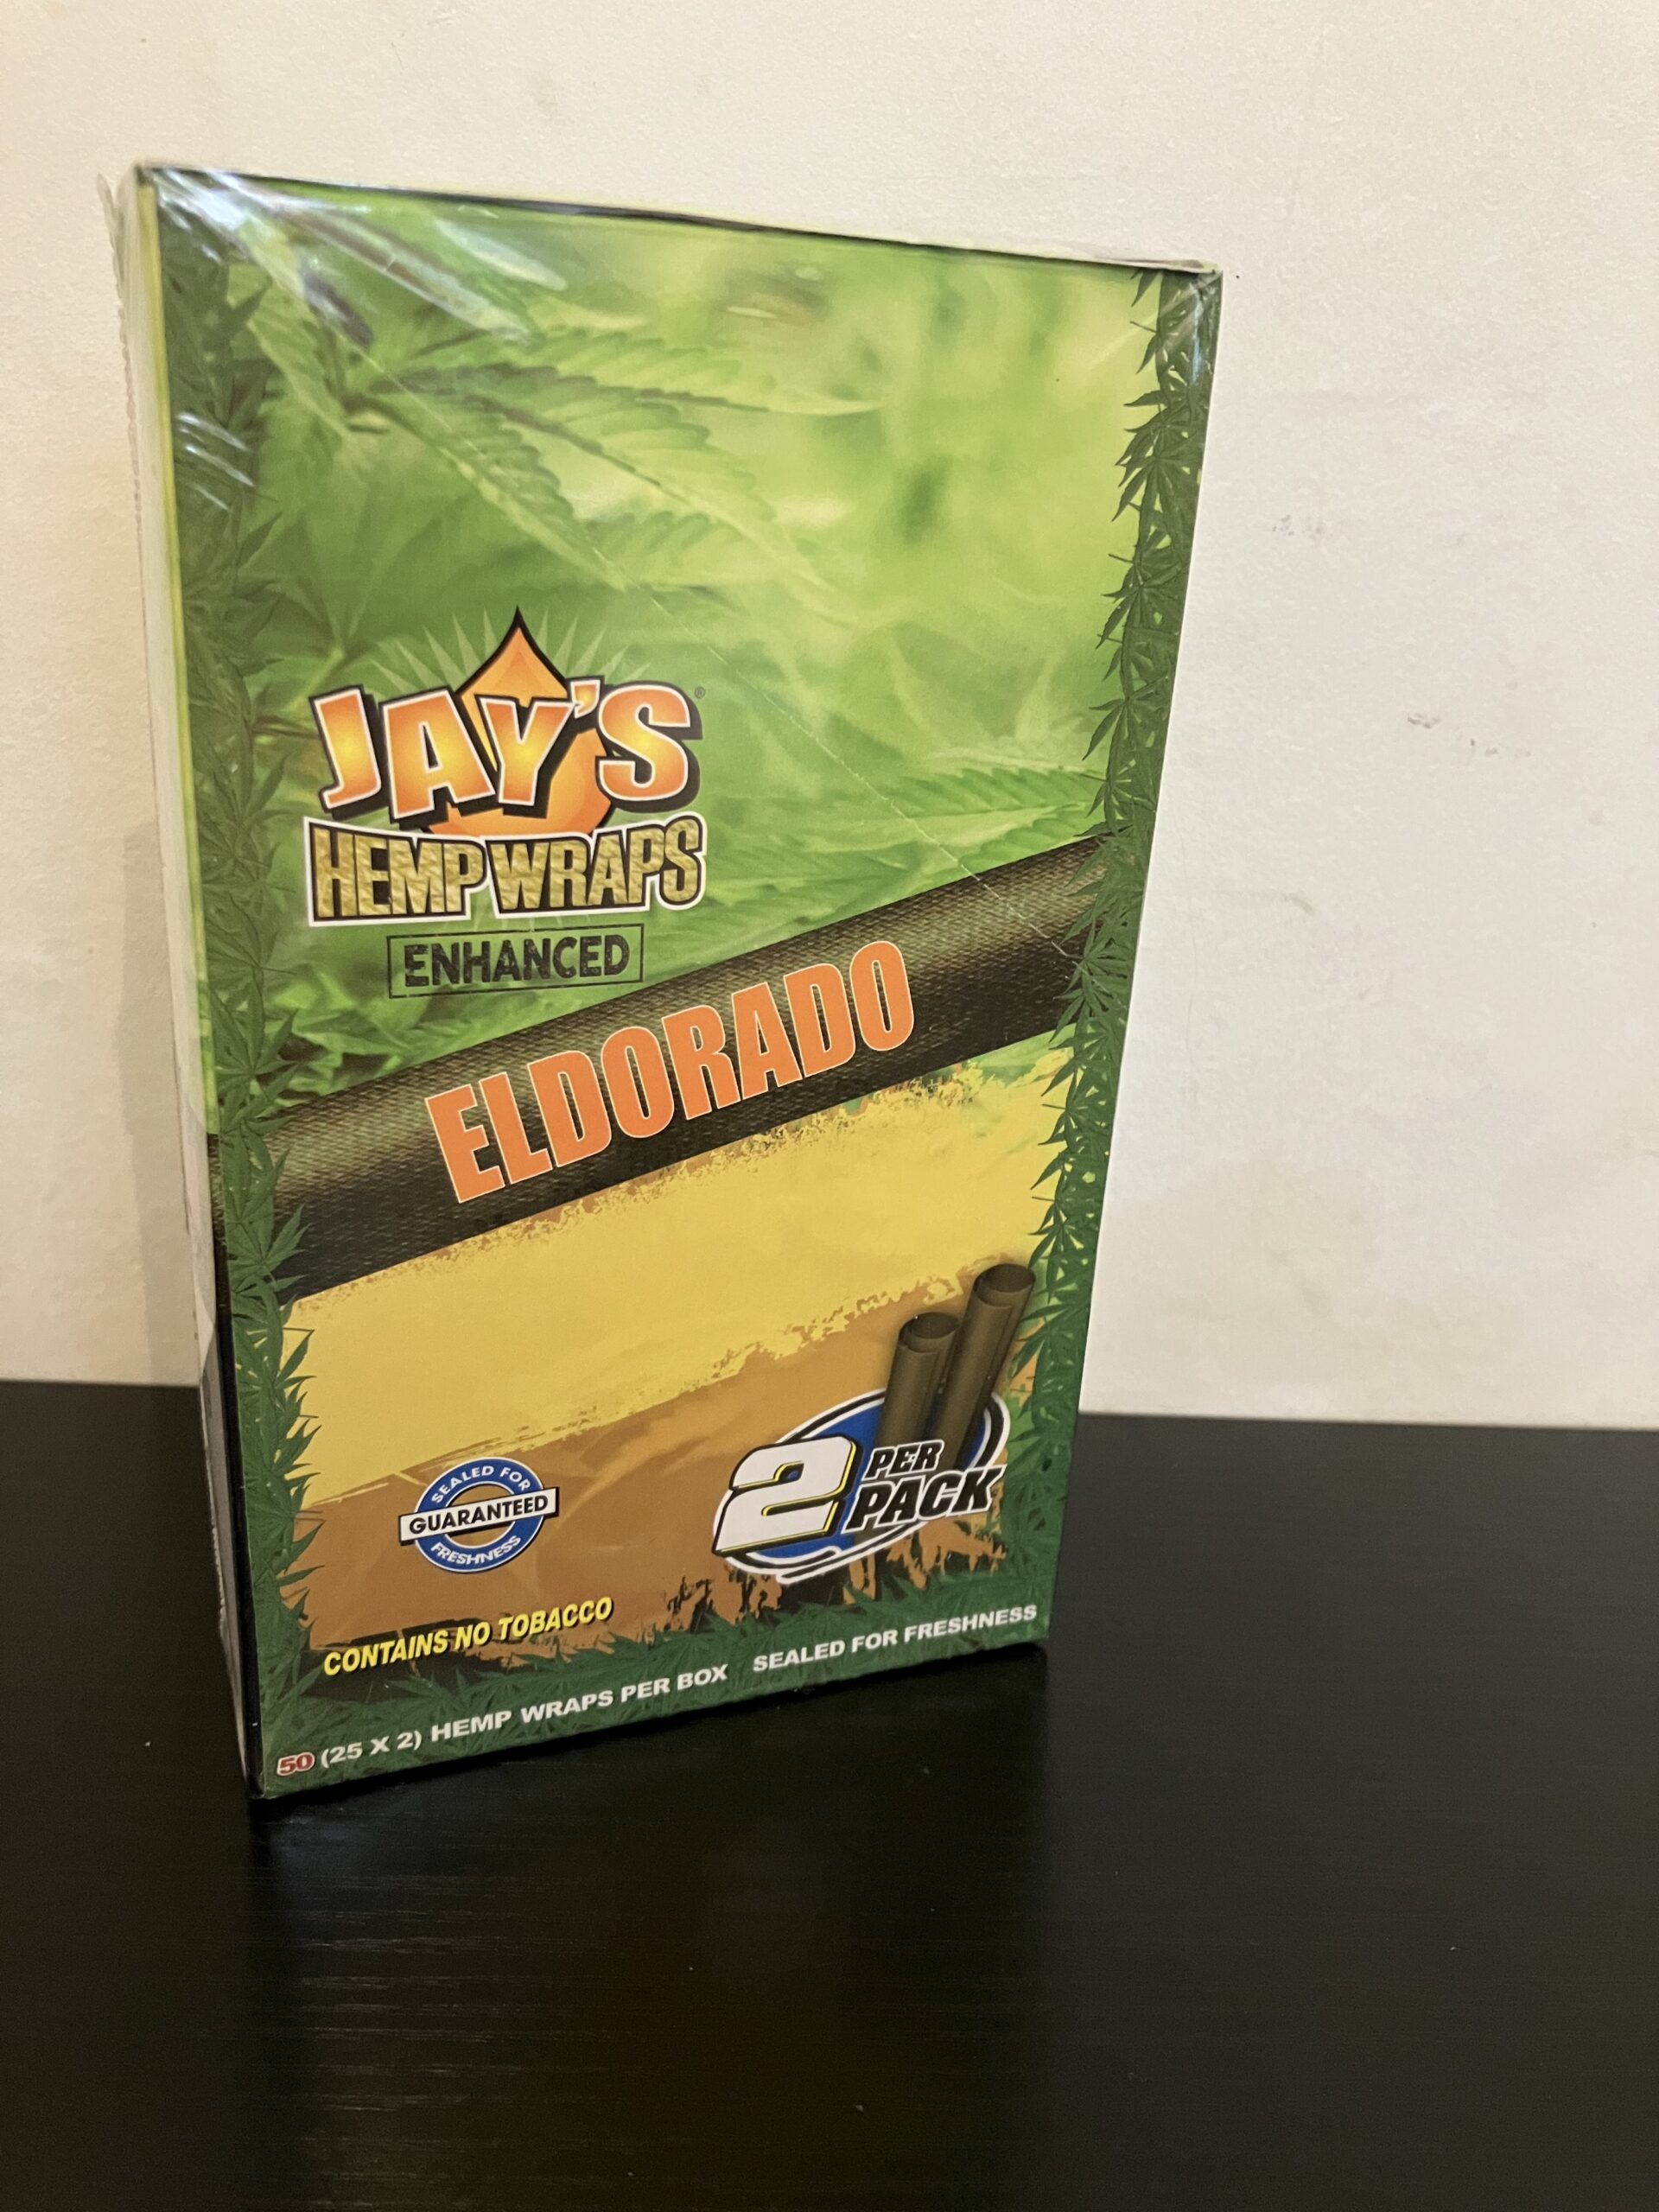 JAY'S®
HEMP WRAPS
ENHANCED
ELDORADO
SEALED FOR
GUARANTEED
FRESHNESS
2 PER
PACK
CONTAINS NO TOBACCO
50 (25 X 2) HEMP WRAPS PER BOX SEALED FOR FRESHNESS